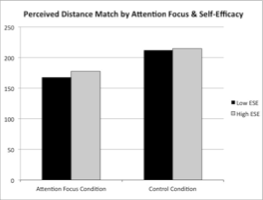 Perceived Distance Match by Attention Focus & Self-Efficacy
250
200
150
100
50
0
Low ESE
High ESE
Attention Focus Condition
Control Condition